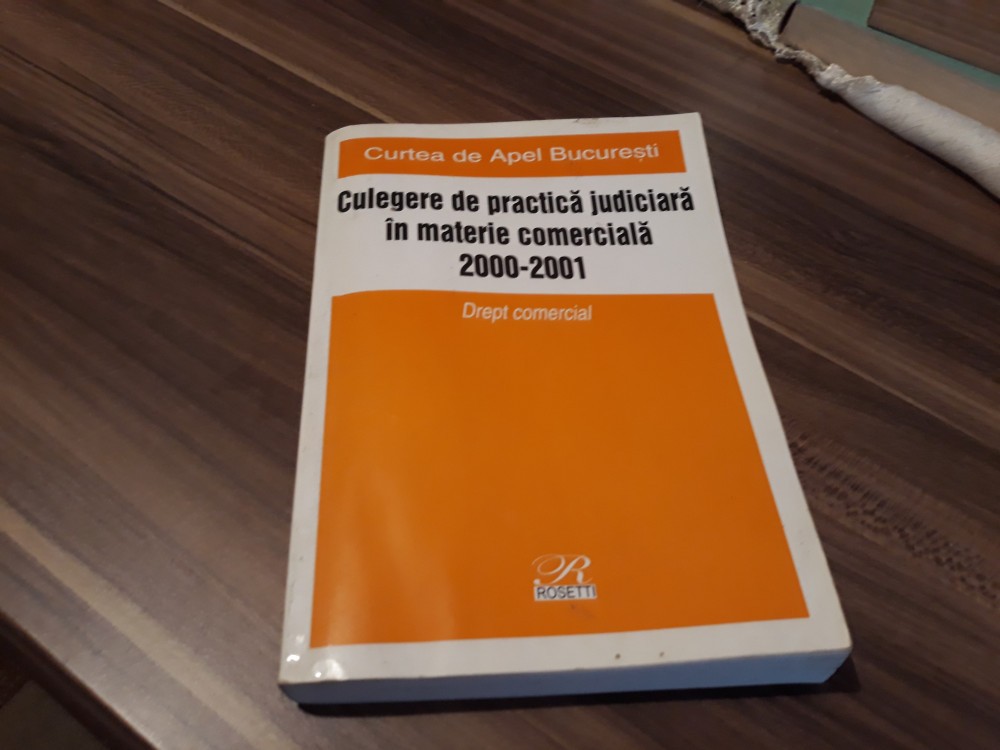 Curtea de Apel București
Culegere de practică judiciară
în materie comercială
2000-2001
Drept comercial
R
ROSETTI